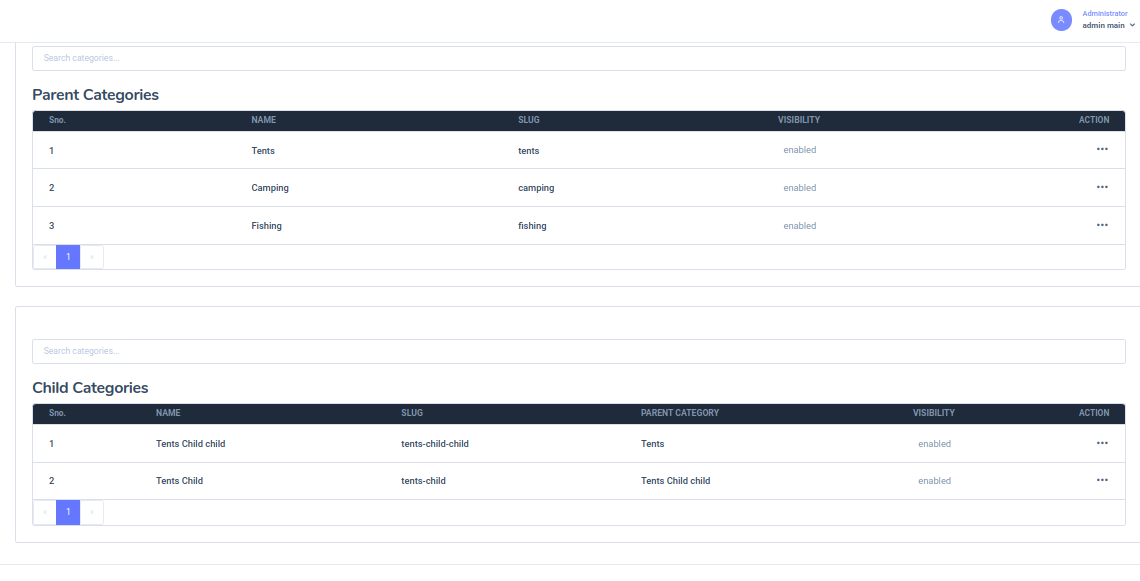 Administrator
admin main
Search categories...
Parent Categories
Sno. NAME SLUG VISIBILITY ACTION
1 Tents tents enabled •••
2 Camping camping enabled •••
3 Fishing fishing enabled •••
« 1 »
Search categories...
Child Categories
Sno. NAME SLUG PARENT CATEGORY VISIBILITY ACTION
1 Tents Child child tents-child-child Tents enabled •••
2 Tents Child tents-child Tents Child child enabled •••
« 1 »